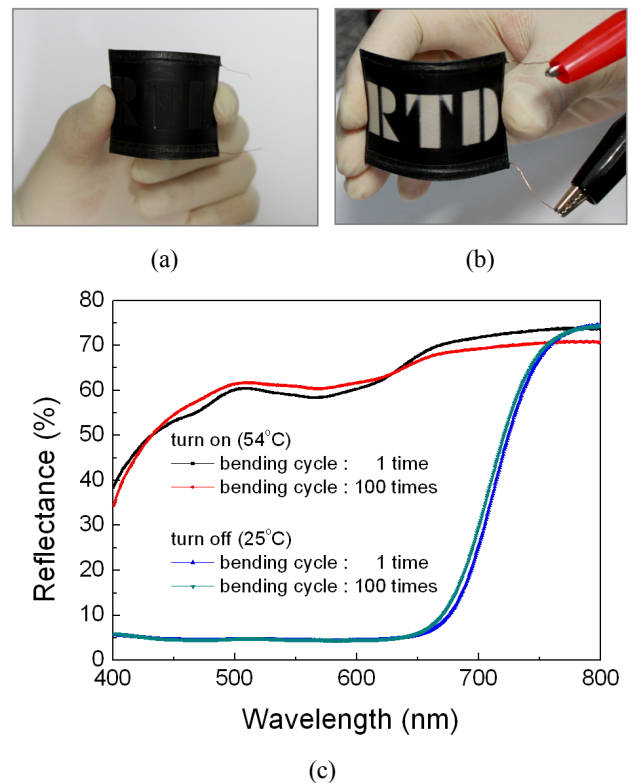 RTD
RTD
(a)
(b)
80
70
60
50
40
30
20
10
0
Reflectance (%)
turn on (54°C)
bending cycle : 1 time
bending cycle : 100 times
turn off (25°C)
bending cycle : 1 time
bending cycle : 100 times
400
500
600
700
800
Wavelength (nm)
(c)